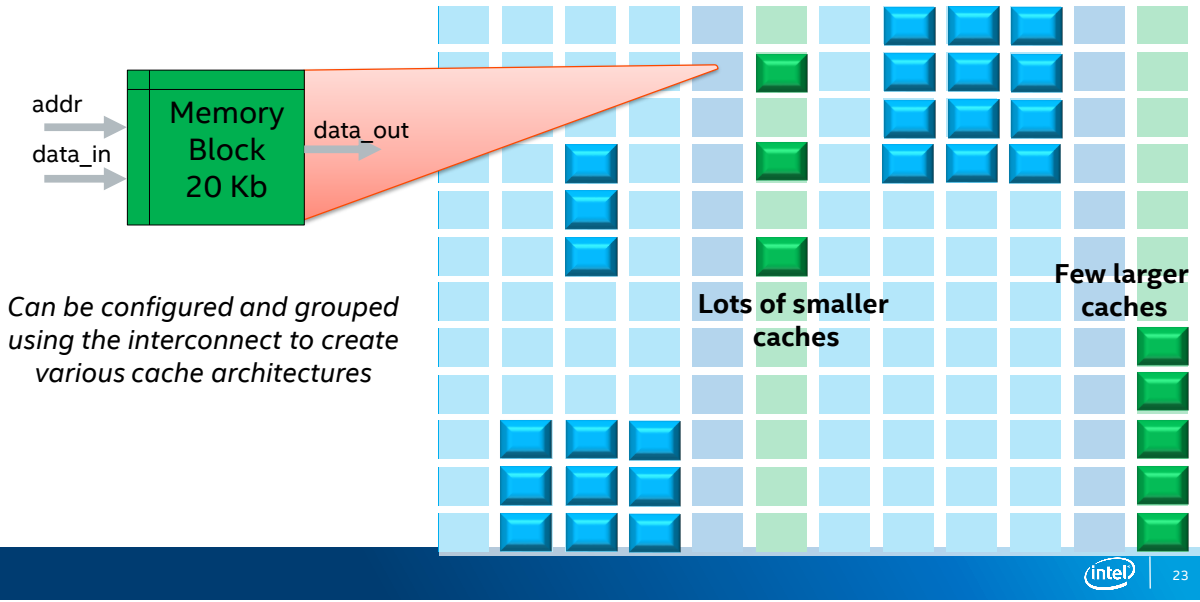 addr
data_in
Memory
Block
20 Kb
data_out
Can be configured and grouped
using the interconnect to create
various cache architectures
Lots of smaller
caches
Few larger
caches
intel
23